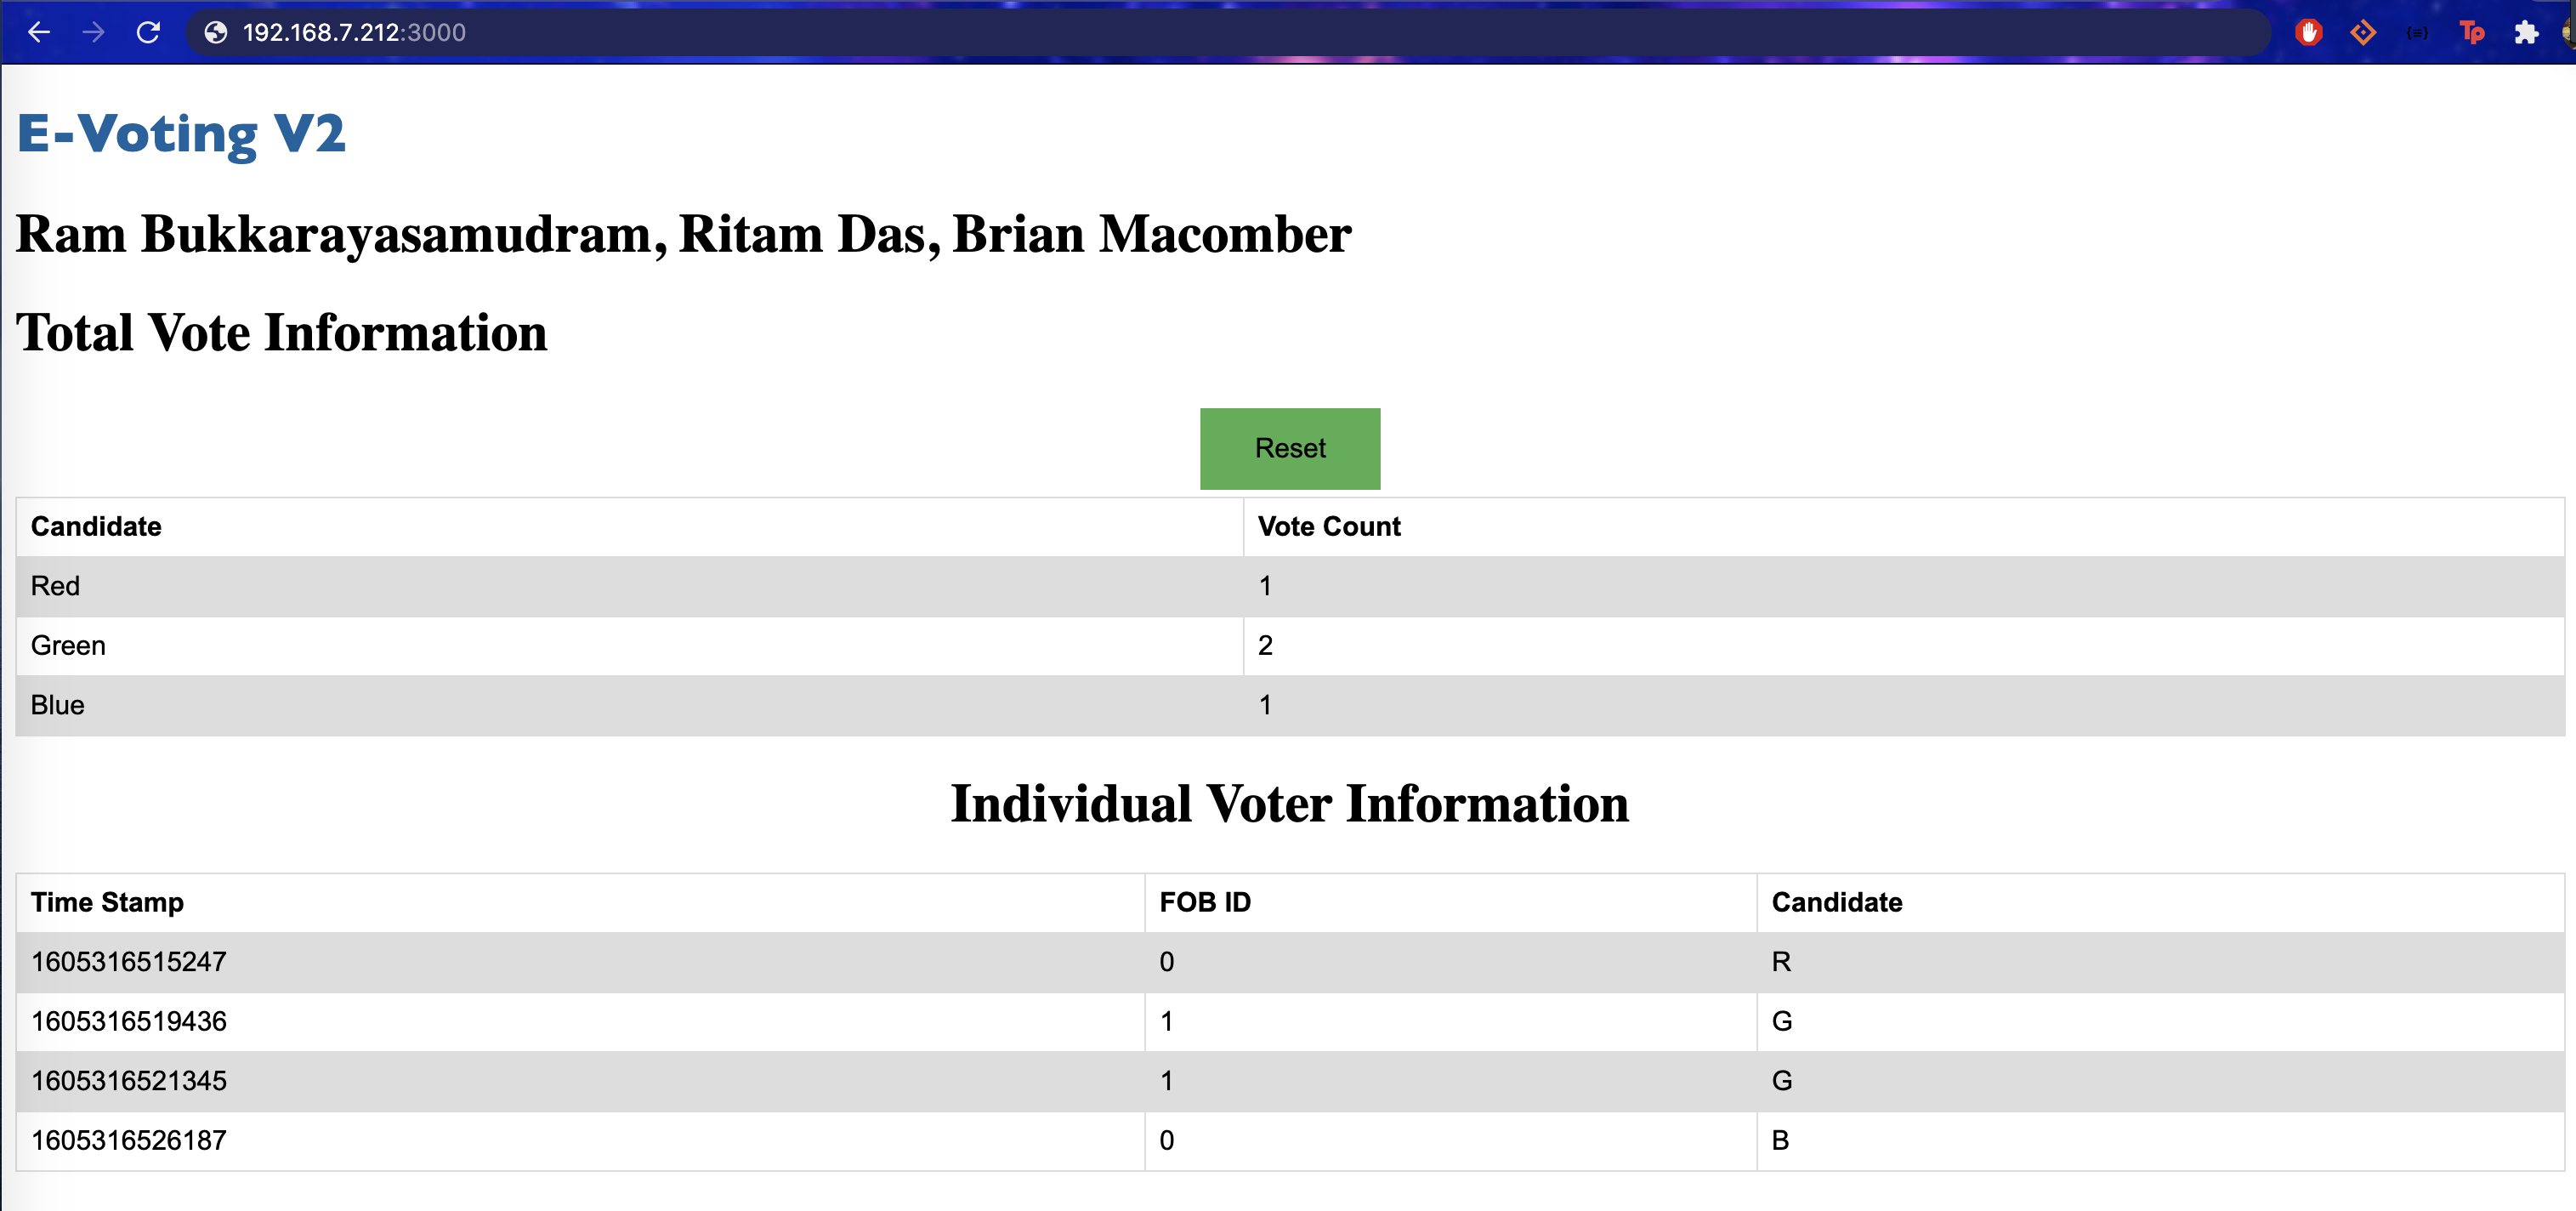 192.168.7.212:3000
Tp
E-Voting V2
Ram Bukkarayasamudram, Ritam Das, Brian Macomber
Total Vote Information
Reset
Candidate Vote Count
Red 1
Green 2
Blue 1
Individual Voter Information
Time Stamp FOB ID Candidate
1605316515247 0 R
1605316519436 1 G
1605316521345 1 G
1605316526187 0 B